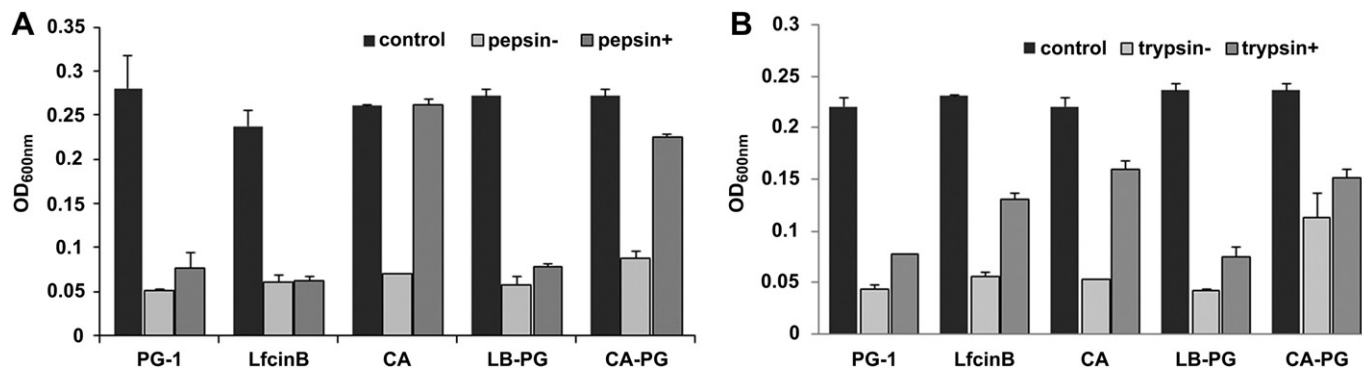 A
control pepsin- pepsin+
OD600nm
0.35
0.3
0.25
0.2
0.15
0.1
0.05
0
PG-1 LfcinB CA LB-PG CA-PG
B
control trypsin- trypsin+
OD600nm
0.3
0.25
0.2
0.15
0.1
0.05
0
PG-1 LfcinB CA LB-PG CA-PG